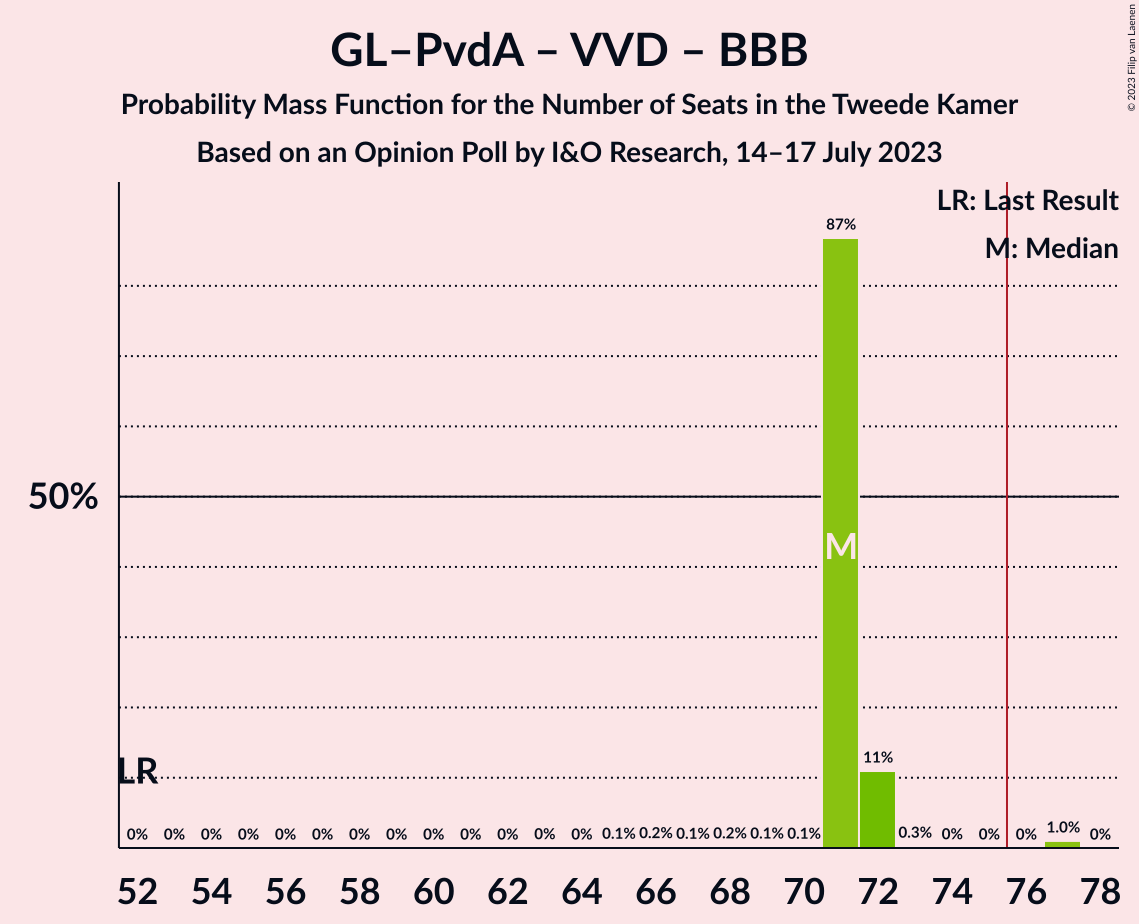 GL–PvdA – VVD – BBB
Probability Mass Function for the Number of Seats in the Tweede Kamer
Based on an Opinion Poll by I&O Research, 14–17 July 2023
© 2023 Filip van Laenen
LR: Last Result
M: Median
87%
50%
M
11%
LR
0% 0% 0% 0% 0% 0% 0% 0% 0% 0% 0% 0% 0% 0.1% 0.2% 0.1% 0.2% 0.1% 0.1% 0.3% 0% 0% 0% 1.0% 0%
52 54 56 58 60 62 64 66 68 70 72 74 76 78